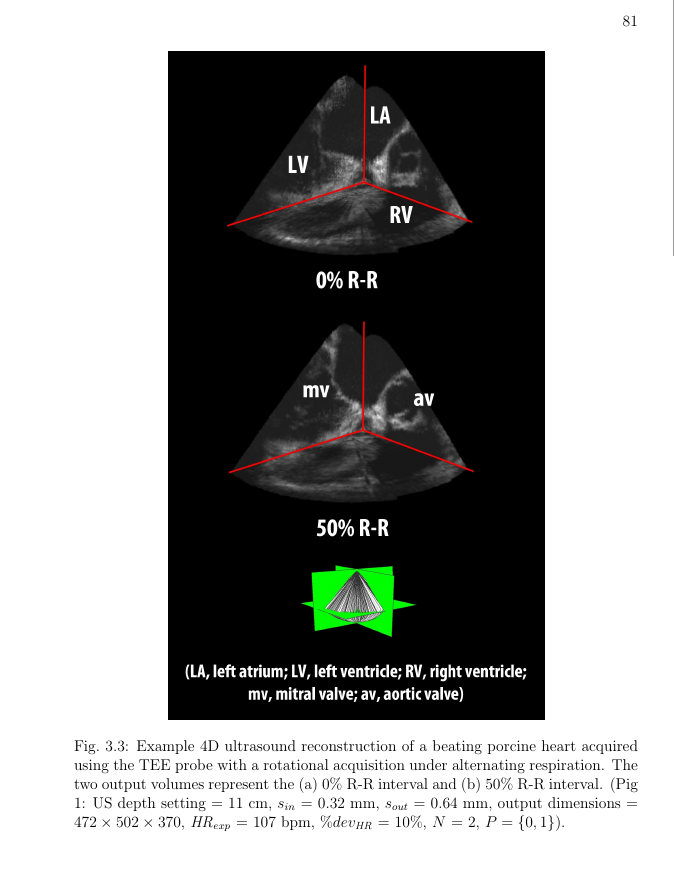 81
LA
LV
RV
0% R-R
mv
av
50% R-R
(LA, left atrium; LV, left ventricle; RV, right ventricle;
mv, mitral valve; av, aortic valve)
Fig. 3.3: Example 4D ultrasound reconstruction of a beating porcine heart acquired
using the TEE probe with a rotational acquisition under alternating respiration. The
two output volumes represent the (a) 0% R-R interval and (b) 50% R-R interval. (Pig
1: US depth setting = 11 cm, s_in = 0.32 mm, s_out = 0.64 mm, output dimensions =
472 × 502 × 370, HR_exp = 107 bpm, %dev_HR = 10%, N = 2, P = {0, 1}).